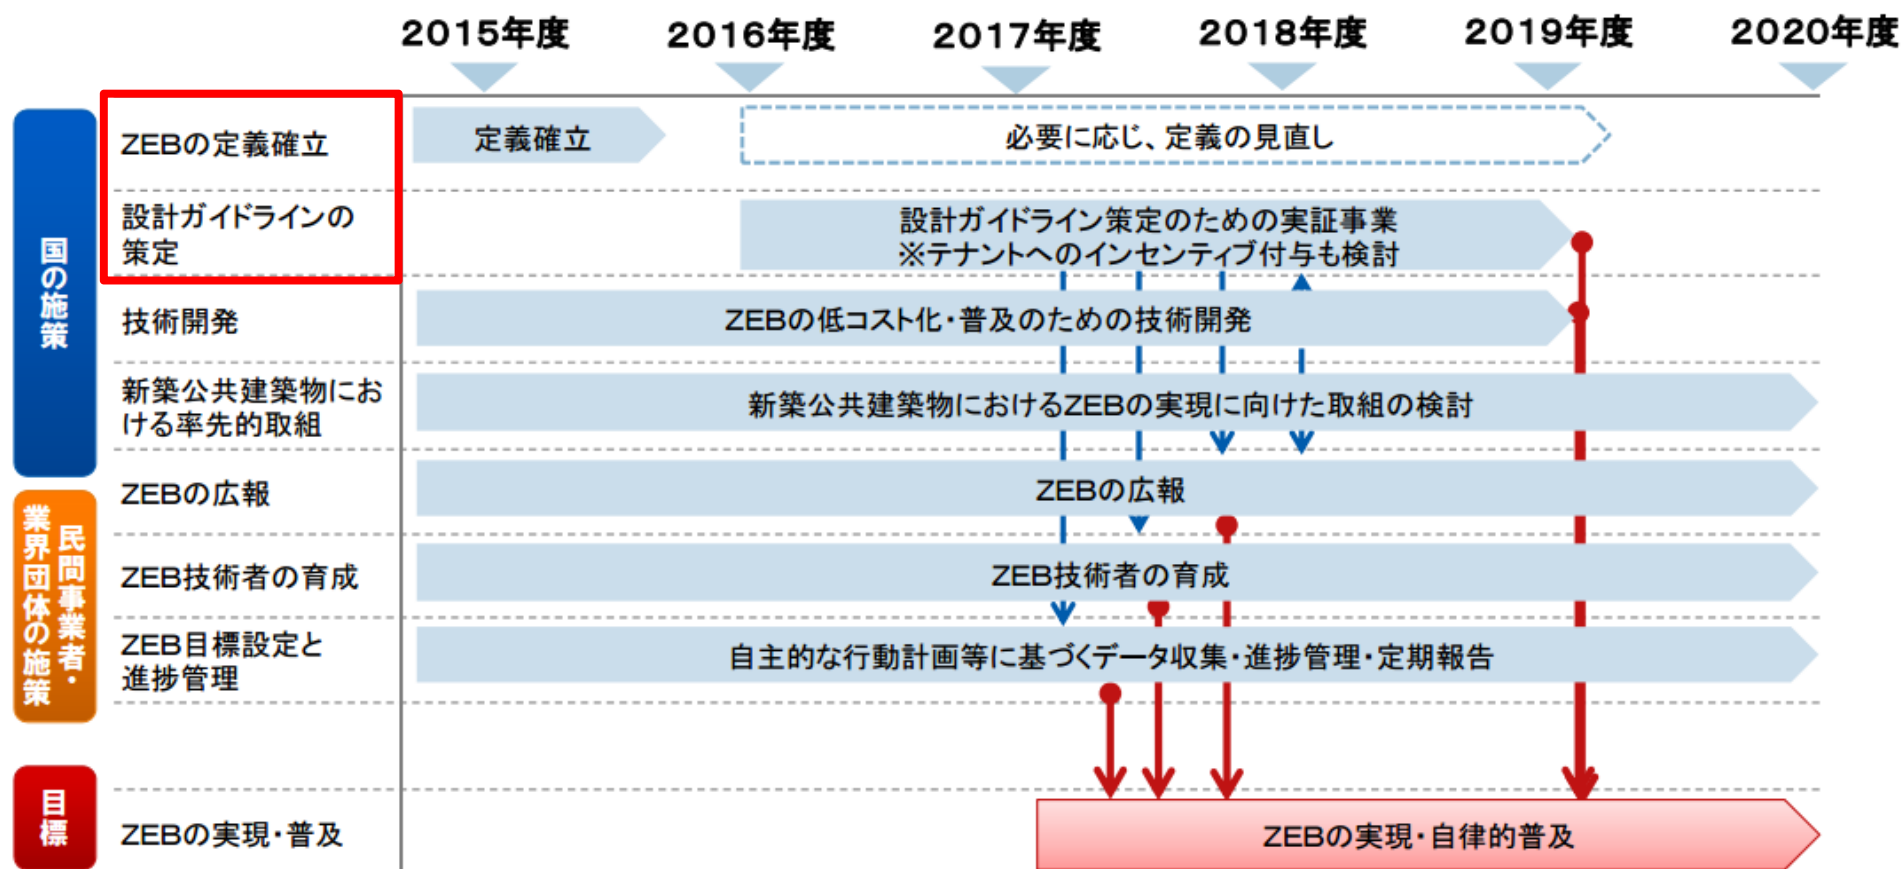 2015年度
2016年度
2017年度
2018年度
2019年度
2020年度
国の施策
ZEBの定義確立
定義確立
必要に応じ、定義の見直し
設計ガイドラインの
策定
設計ガイドライン策定のための実証事業
※テナントへのインセンティブ付与も検討
技術開発
ZEBの低コスト化・普及のための技術開発
新築公共建築物にお
ける率先的取組
新築公共建築物におけるZEBの実現に向けた取組の検討
ZEBの広報
ZEBの広報
民間事業者・
業界団体の施策
ZEB技術者の育成
ZEB技術者の育成
ZEB目標設定と
進捗管理
自主的な行動計画等に基づくデータ収集・進捗管理・定期報告
目標
ZEBの実現・普及
ZEBの実現・自律的普及